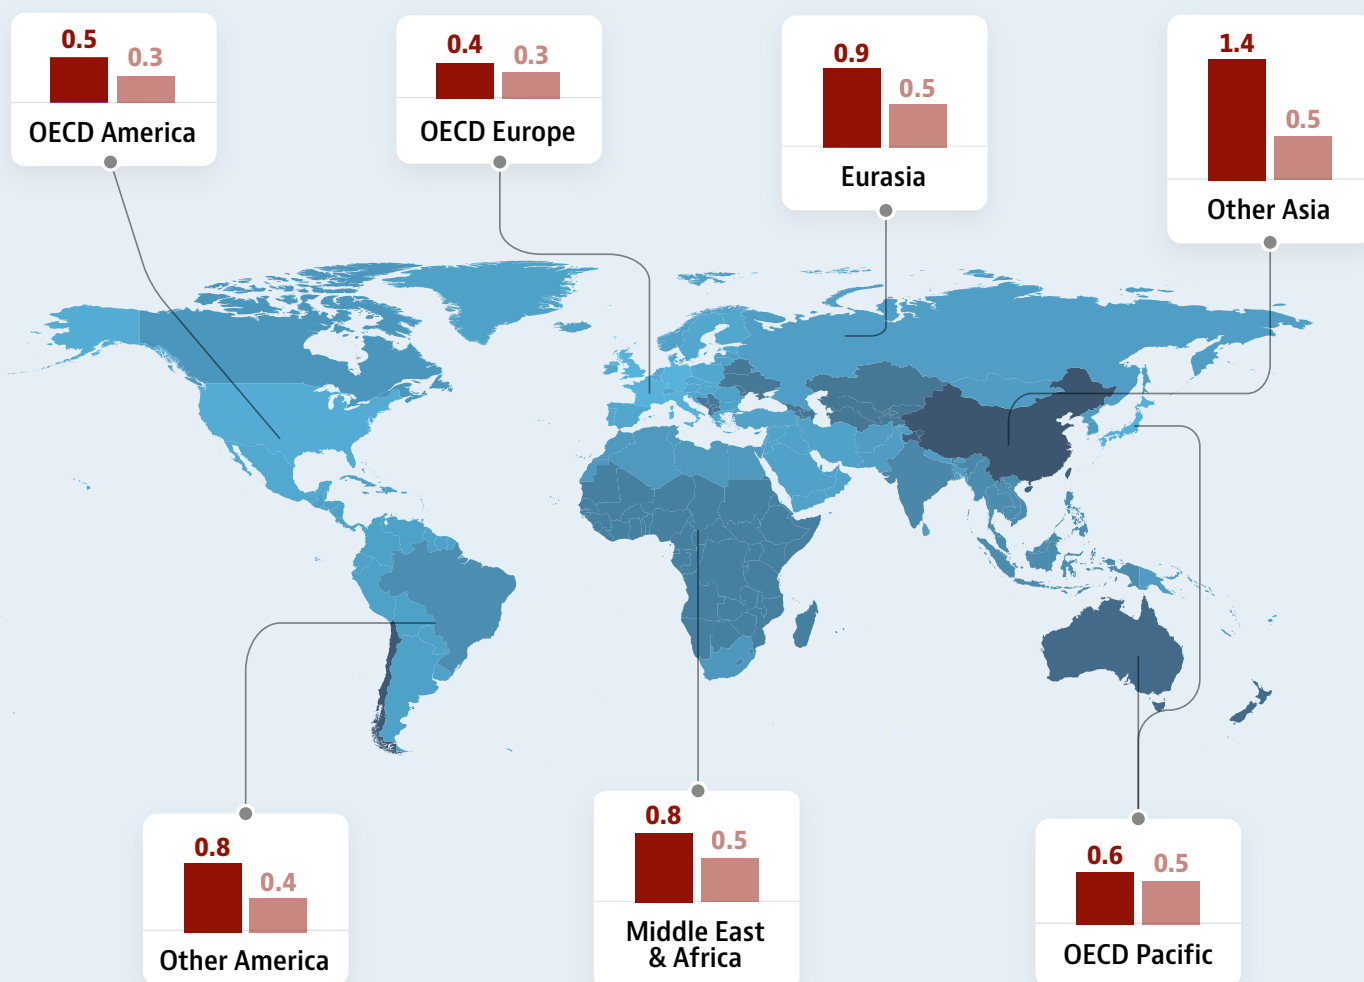 0.5
0.3
OECD America
0.4
0.3
OECD Europe
0.9
0.5
Eurasia
1.4
0.5
Other Asia
0.8
0.4
Other America
0.8
0.5
Middle East
& Africa
0.6
0.5
OECD Pacific